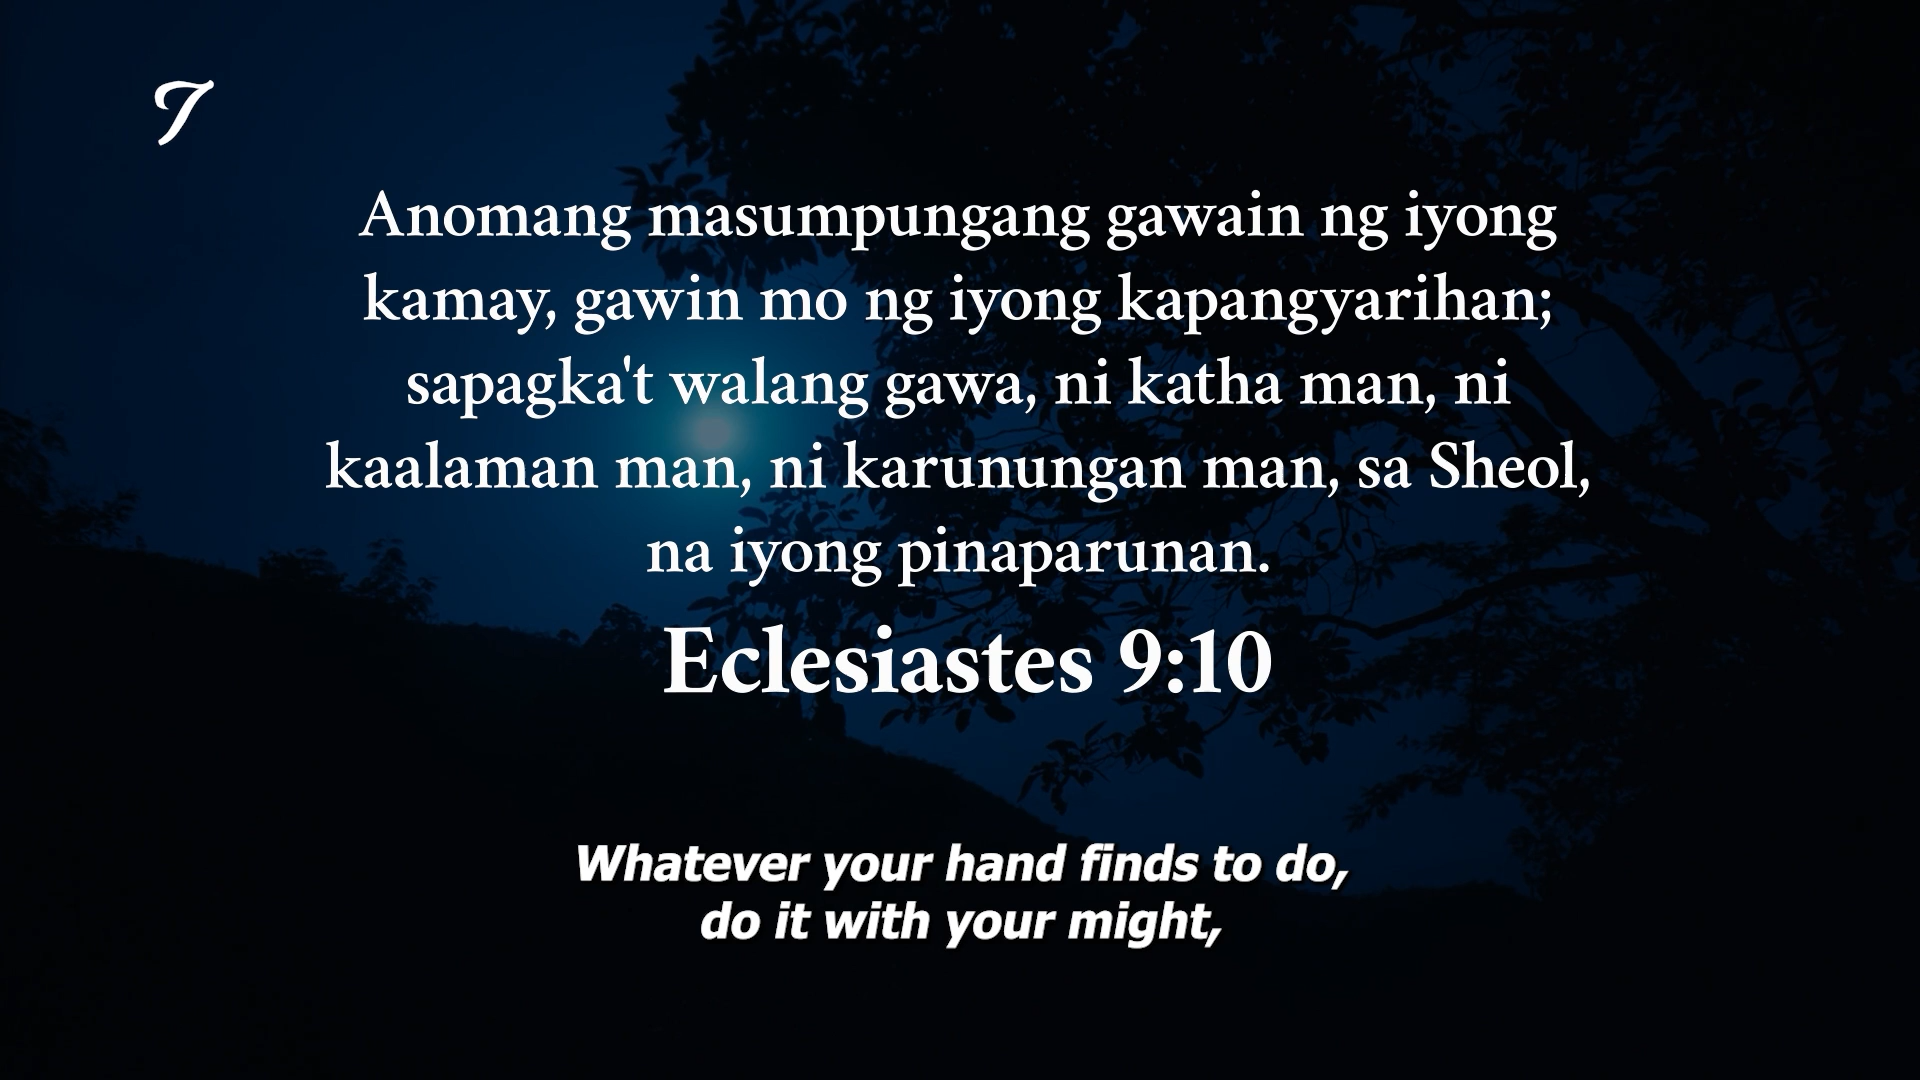 T
Anomang masumpungang gawain ng iyong
kamay, gawin mo ng iyong kapangyarihan;
sapagka't walang gawa, ni katha man, ni
kaalaman man, ni karunungan man, sa Sheol,
na iyong pinaparunan.
Eclesiastes 9:10
Whatever your hand finds to do,
do it with your might,